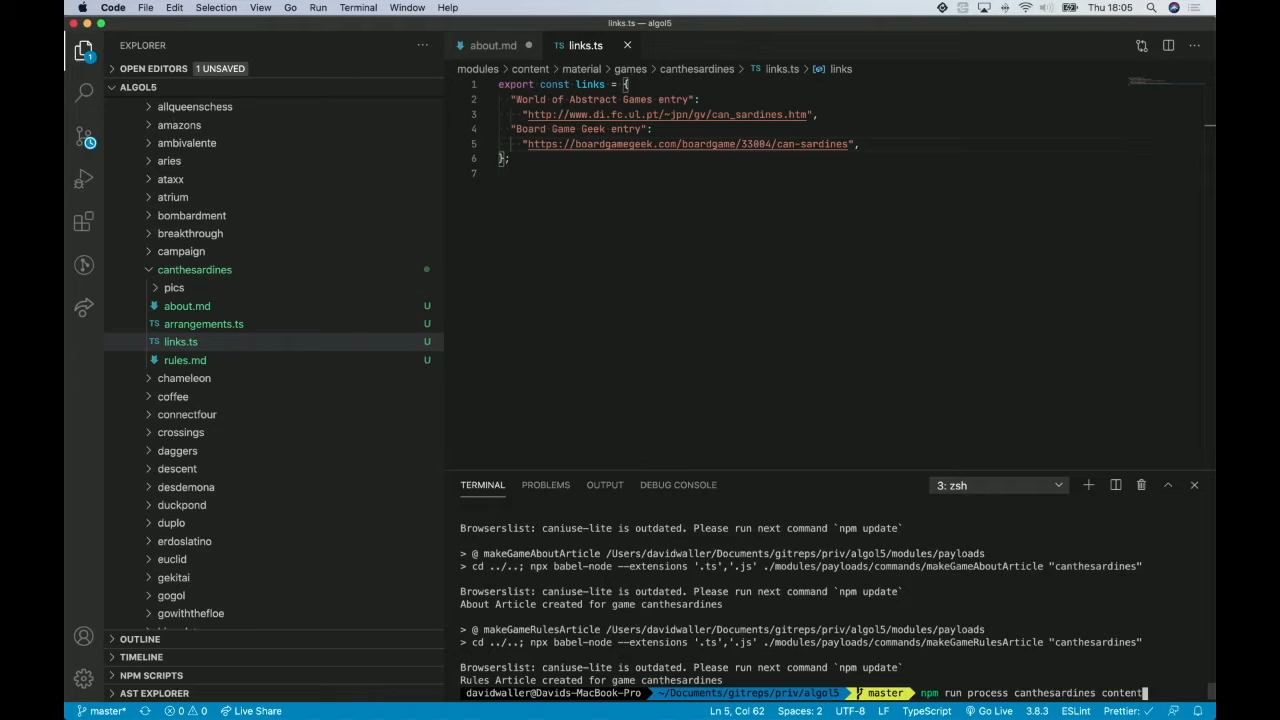 Code File Edit Selection View Go Run Terminal Window Help
Thu 18:05
links.ts — algol5
EXPLORER
OPEN EDITORS 1 UNSAVED
ALGOL5
allqueenschess
amazons
ambivalente
aries
ataxx
atrium
bombardment
breakthrough
campaign
canthesardines
pics
about.md U
TS arrangements.ts U
TS links.ts U
rules.md U
chameleon
coffee
connectfour
crossings
daggers
descent
desdemona
duckpond
duplo
erdoslatino
euclid
gekitai
gogol
gowiththefloe
OUTLINE
TIMELINE
NPM SCRIPTS
AST EXPLORER
1
about.md
TS links.ts
modules > content > material > games > canthesardines > TS links.ts > links
1 export const links = {
2 "World of Abstract Games entry":
3 "http://www.di.fc.ul.pt/~jpn/gv/can_sardines.htm",
4 "Board Game Geek entry":
5 "https://boardgamegeek.com/boardgame/33004/can-sardines",
6 };
7
TERMINAL PROBLEMS OUTPUT DEBUG CONSOLE 3: zsh
Browserslist: caniuse-lite is outdated. Please run next command `npm update`
> @ makeGameAboutArticle /Users/davidwaller/Documents/gitreps/priv/algol5/modules/payloads
> cd ../..; npx babel-node --extensions '.ts','.js' ./modules/payloads/commands/makeGameAboutArticle "canthesardines"
Browserslist: caniuse-lite is outdated. Please run next command `npm update`
About Article created for game canthesardines
> @ makeGameRulesArticle /Users/davidwaller/Documents/gitreps/priv/algol5/modules/payloads
> cd ../..; npx babel-node --extensions '.ts','.js' ./modules/payloads/commands/makeGameRulesArticle "canthesardines"
Browserslist: caniuse-lite is outdated. Please run next command `npm update`
Rules Article created for game canthesardines
davidwaller@Davids-MacBook-Pro ~/Documents/gitreps/priv/algol5 master npm run process canthesardines content
master* 0 0 Live Share Ln 5, Col 62 Spaces: 2 UTF-8 LF TypeScript Go Live 3.8.3 ESLint Prettier: ✓